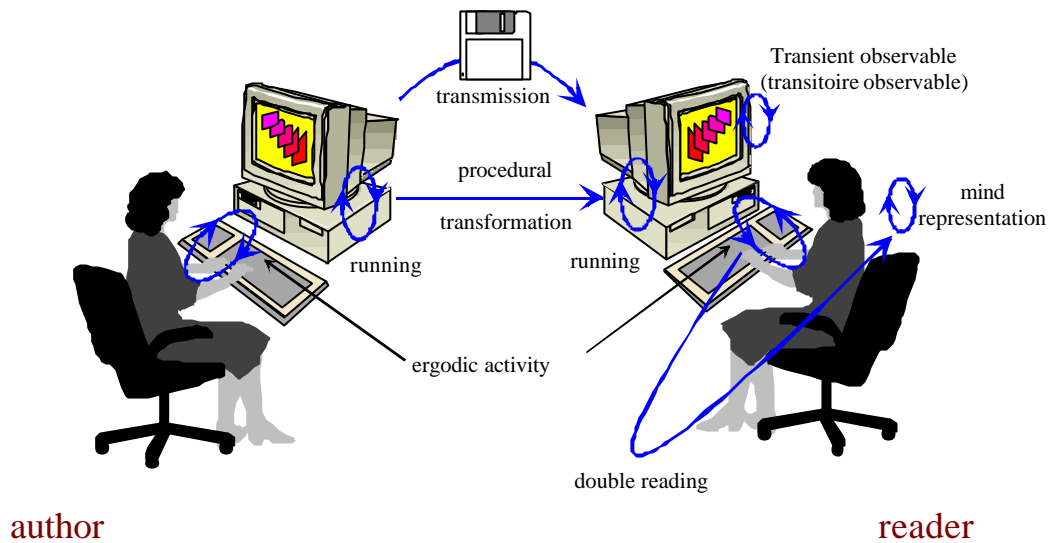 Transient observable
(transitoire observable)
transmission
procedural
transformation
mind
representation
running
running
ergodic activity
double reading
author
reader